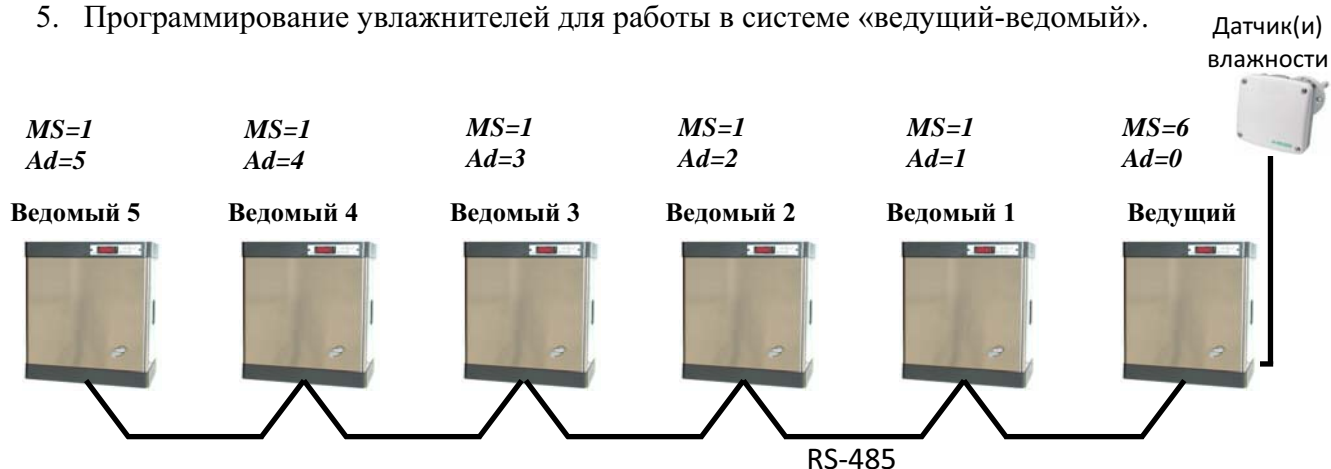 5. Программирование увлажнителей для работы в системе «ведущий-ведомый».
Датчик(и)
влажности
MS=1
Ad=5
MS=1
Ad=4
MS=1
Ad=3
MS=1
Ad=2
MS=1
Ad=1
MS=6
Ad=0
Ведомый 5
Ведомый 4
Ведомый 3
Ведомый 2
Ведомый 1
Ведущий
RS-485